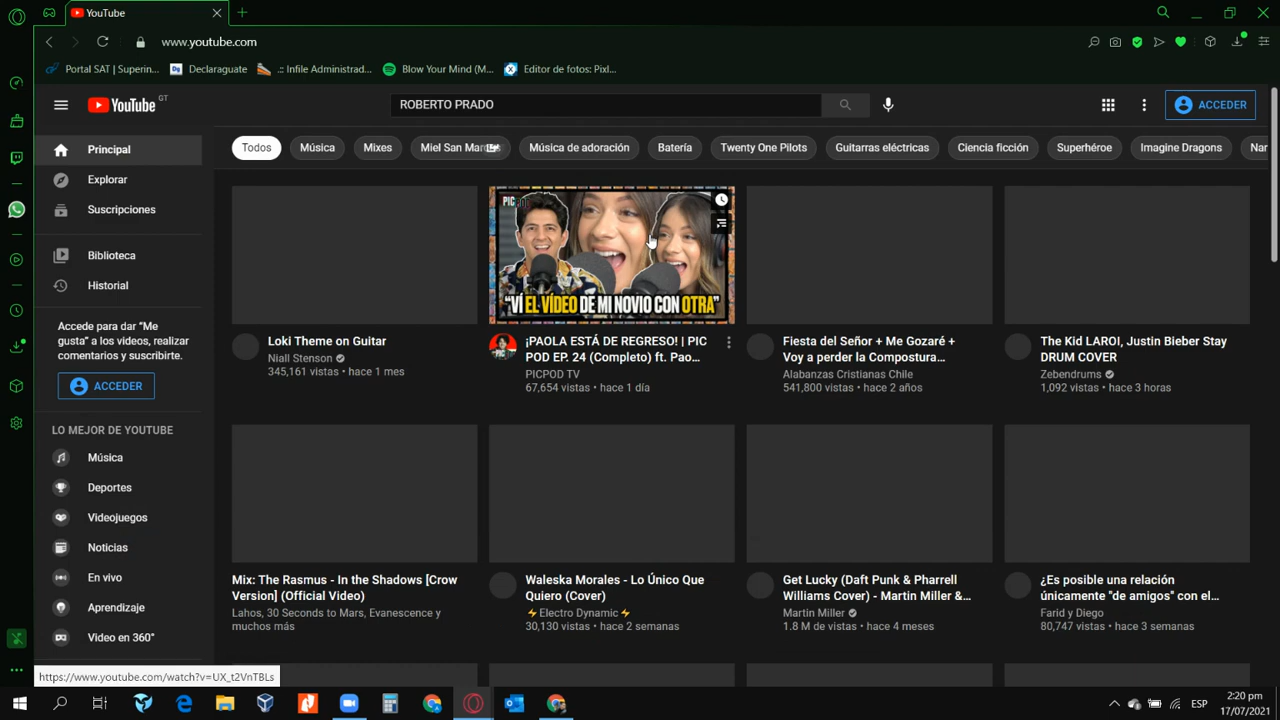 YouTube
www.youtube.com
Portal SAT | Superin...
Declaraguate
.:: Infile Administrad...
Blow Your Mind (M...
Editor de fotos: Pixl...
YouTube GT
ROBERTO PRADO
ACCEDER
Principal
Explorar
Suscripciones
Biblioteca
Historial
Accede para dar “Me
gusta” a los videos, realizar
comentarios y suscribirte.
ACCEDER
LO MEJOR DE YOUTUBE
Música
Deportes
Videojuegos
Noticias
En vivo
Aprendizaje
Video en 360°
Todos
Música
Mixes
Miel San Marcos
Música de adoración
Batería
Twenty One Pilots
Guitarras eléctricas
Ciencia ficción
Superhéroe
Imagine Dragons
Nar
PIC
POD
“VÍ EL VÍDEO DE MI NOVIO CON OTRA”
Loki Theme on Guitar
Niall Stenson
345,161 vistas • hace 1 mes
¡PAOLA ESTÁ DE REGRESO! | PIC
POD EP. 24 (Completo) ft. Pao...
PICPOD TV
67,654 vistas • hace 1 día
Fiesta del Señor + Me Gozaré +
Voy a perder la Compostura...
Alabanzas Cristianas Chile
541,800 vistas • hace 2 años
The Kid LAROI, Justin Bieber Stay
DRUM COVER
Zebendrums
1,092 vistas • hace 3 horas
Mix: The Rasmus - In the Shadows [Crow
Version] (Official Video)
Lahos, 30 Seconds to Mars, Evanescence y
muchos más
Waleska Morales - Lo Único Que
Quiero (Cover)
⚡Electro Dynamic⚡
30,130 vistas • hace 2 semanas
Get Lucky (Daft Punk & Pharrell
Williams Cover) - Martin Miller &...
Martin Miller
1.8 M de vistas • hace 4 meses
¿Es posible una relación
únicamente "de amigos" con el...
Farid y Diego
80,747 vistas • hace 3 semanas
https://www.youtube.com/watch?v=UX_t2VnTBLs
ESP
2:20 pm
17/07/2021